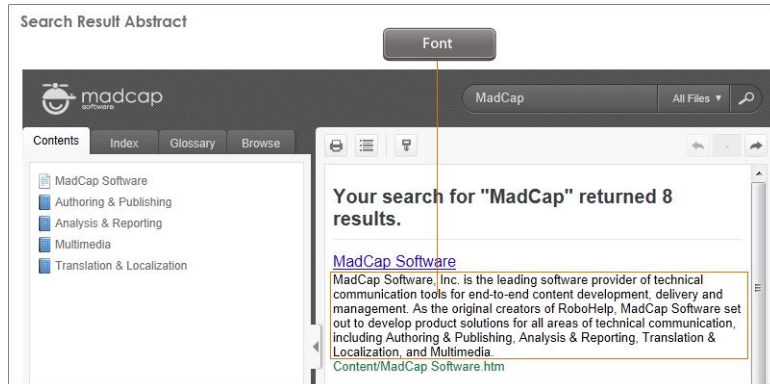 Search Result Abstract
Font
madcap
software
MadCap
All Files ▼
Contents
Index
Glossary
Browse
MadCap Software
Authoring & Publishing
Analysis & Reporting
Multimedia
Translation & Localization
Your search for "MadCap" returned 8
results.
MadCap Software
MadCap Software, Inc. is the leading software provider of technical
communication tools for end-to-end content development, delivery and
management. As the original creators of RoboHelp, MadCap Software set
out to develop product solutions for all areas of technical communication,
including Authoring & Publishing, Analysis & Reporting, Translation &
Localization, and Multimedia.
Content/MadCap Software.htm